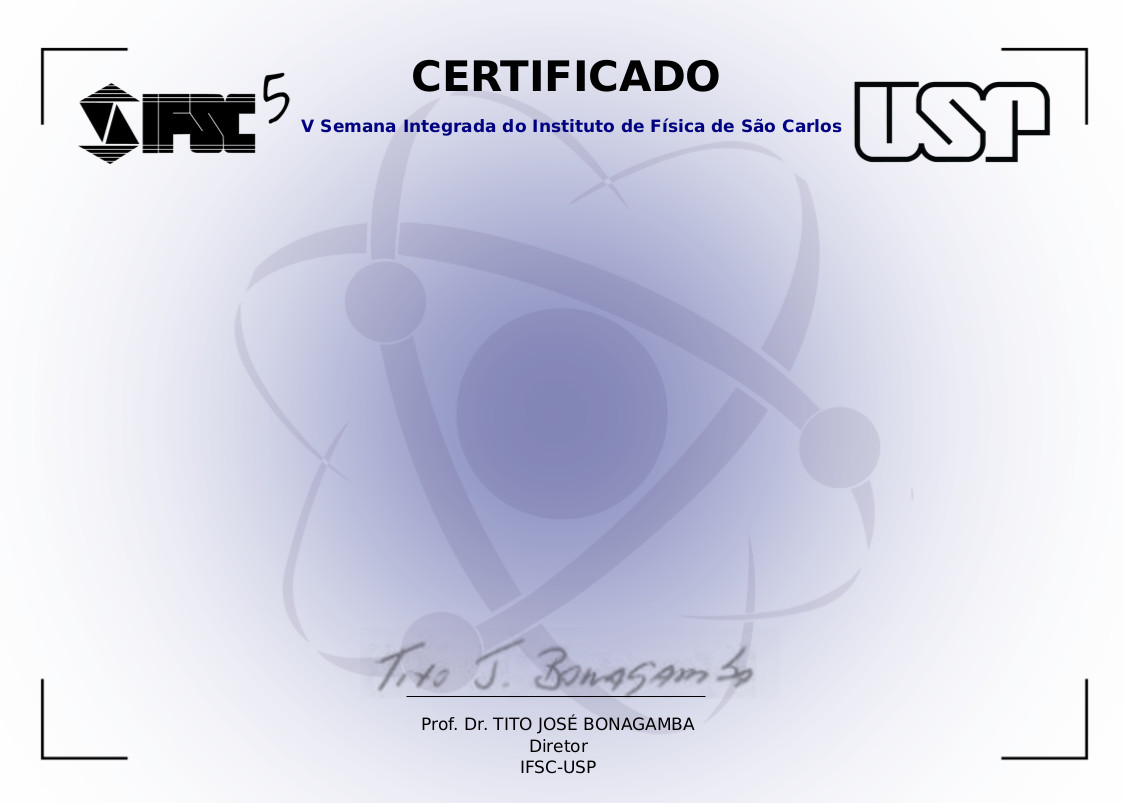 CERTIFICADO
IFSC 5
V Semana Integrada do Instituto de Física de São Carlos
USP
Tito J. Bonagamba
Prof. Dr. TITO JOSÉ BONAGAMBA
Diretor
IFSC-USP